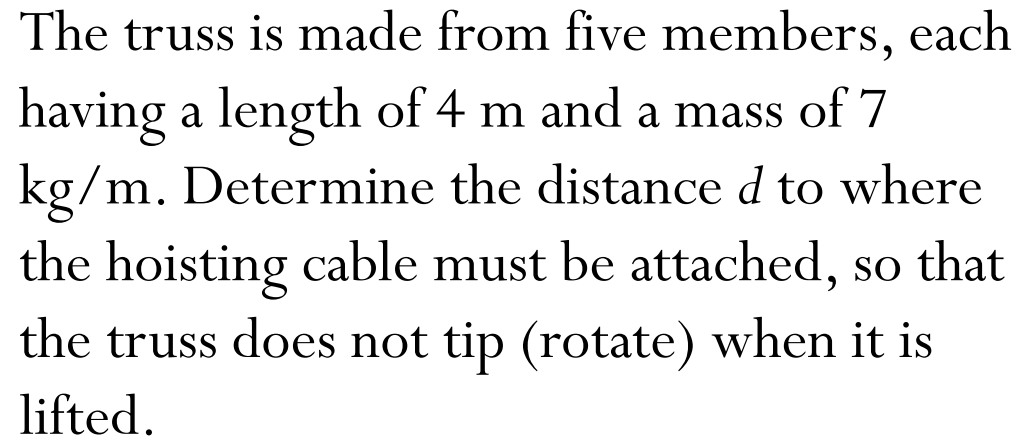 The truss is made from five members, each
having a length of 4 m and a mass of 7
kg/m. Determine the distance d to where
the hoisting cable must be attached, so that
the truss does not tip (rotate) when it is
lifted.